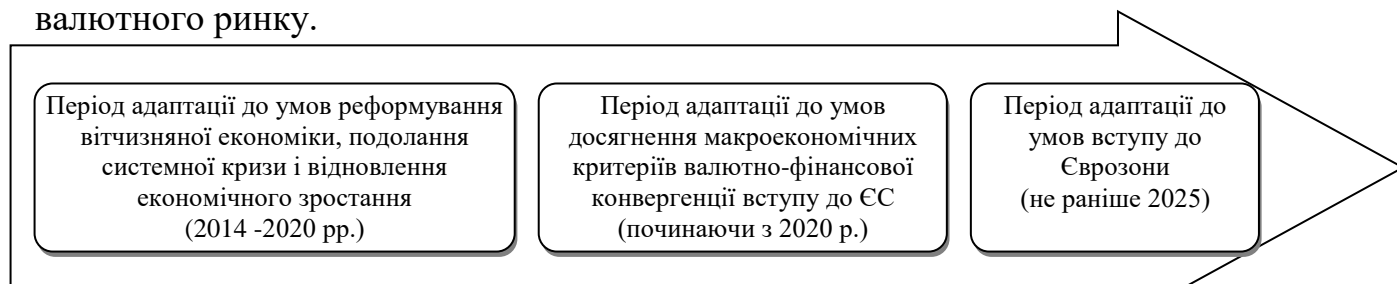 валютного ринку.
Період адаптації до умов реформування
вітчизняної економіки, подолання
системної кризи і відновлення
економічного зростання
(2014 -2020 рр.)
Період адаптації до умов
досягнення макроекономічних
критеріїв валютно-фінансової
конвергенції вступу до ЄС
(починаючи з 2020 р.)
Період адаптації до
умов вступу до
Єврозони
(не раніше 2025)